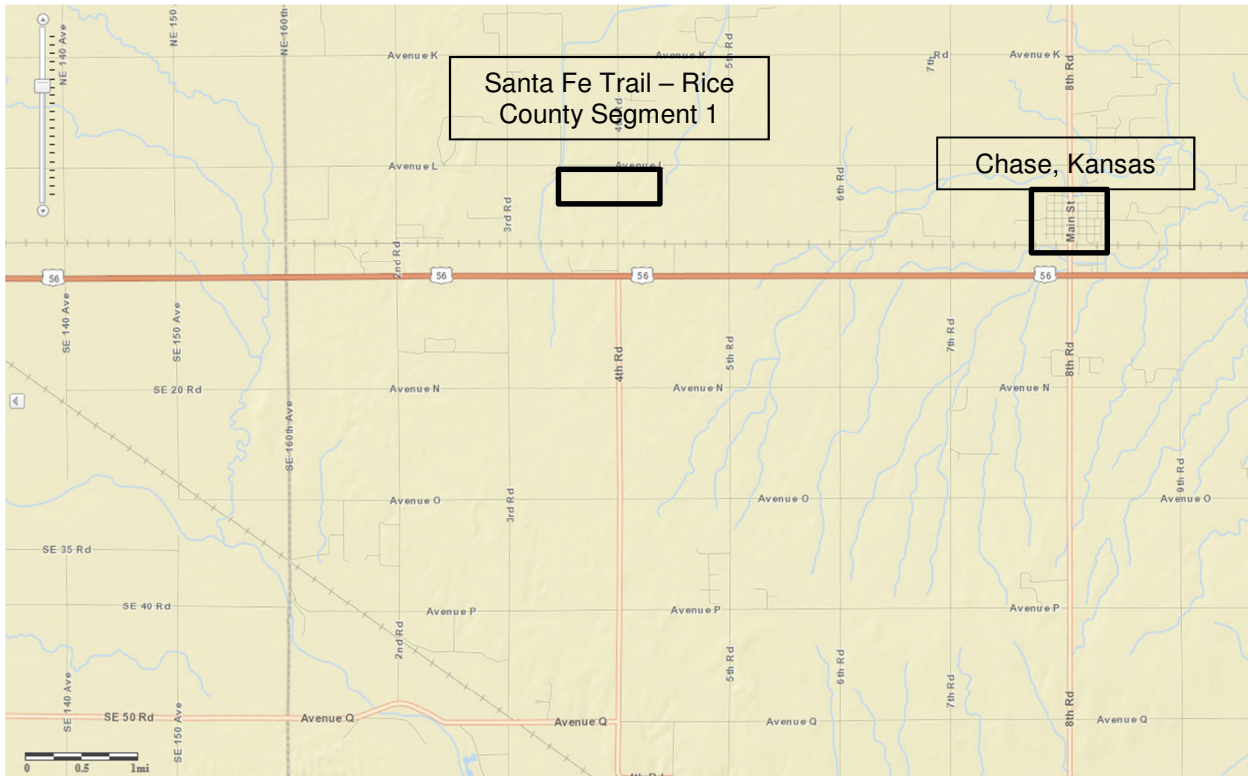 NE 140 Ave
NE 150
NE 160th
Avenue K
Avenue K
5th Rd
7th Rd
Avenue K
8th Rd
Santa Fe Trail – Rice
County Segment 1
4th Rd
Chase, Kansas
Avenue L
Avenue L
3rd Rd
6th Rd
Main St
2nd Rd
56
56
56
56
SE 140 Ave
SE 150 Ave
4th Rd
5th Rd
7th Rd
8th Rd
SE 20 Rd
Avenue N
Avenue N
Avenue N
SE 160th Ave
3rd Rd
9th Rd
Avenue O
Avenue O
Avenue O
SE 35 Rd
SE 40 Rd
Avenue P
Avenue P
Avenue P
2nd Rd
5th Rd
6th Rd
7th Rd
8th Rd
SE 140 Ave
SE 150 Ave
SE 50 Rd
Avenue Q
Avenue Q
Avenue Q
Avenue Q
0 0.5 1mi